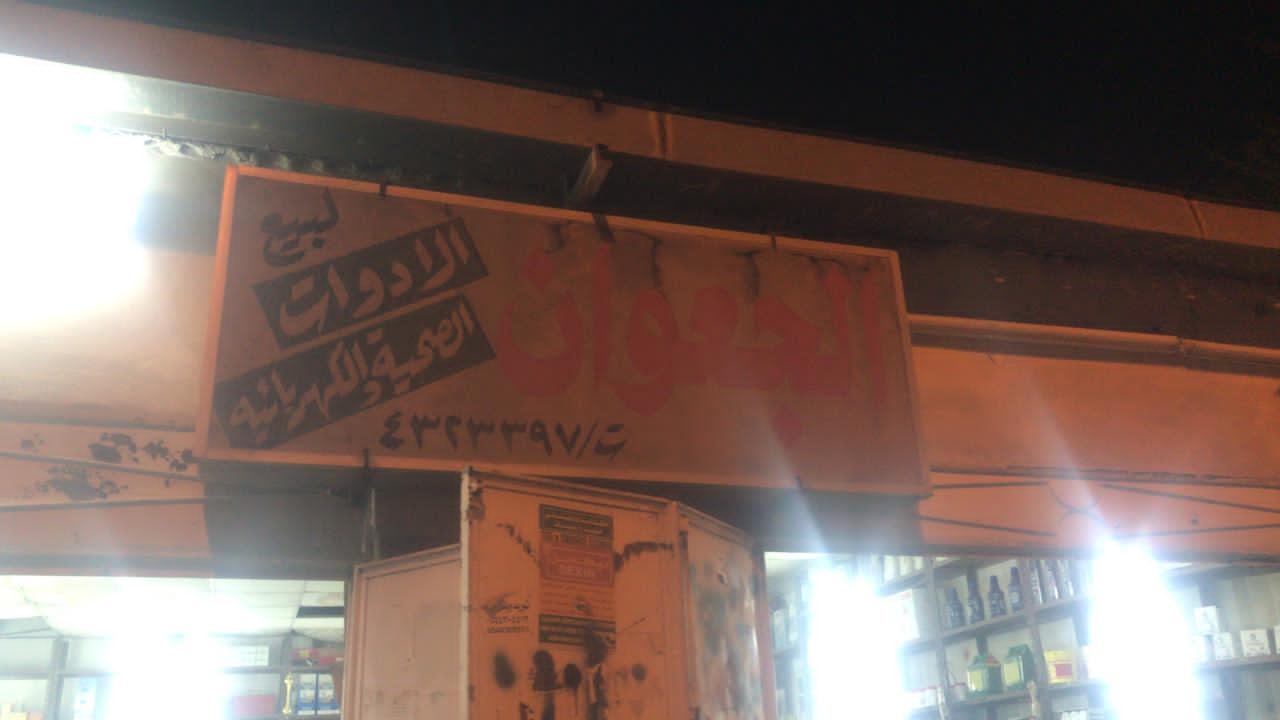 الجعوان
لبيع
الادوات
الصحية والكهربائيه
ت/٤٣٢٣٣٩٧